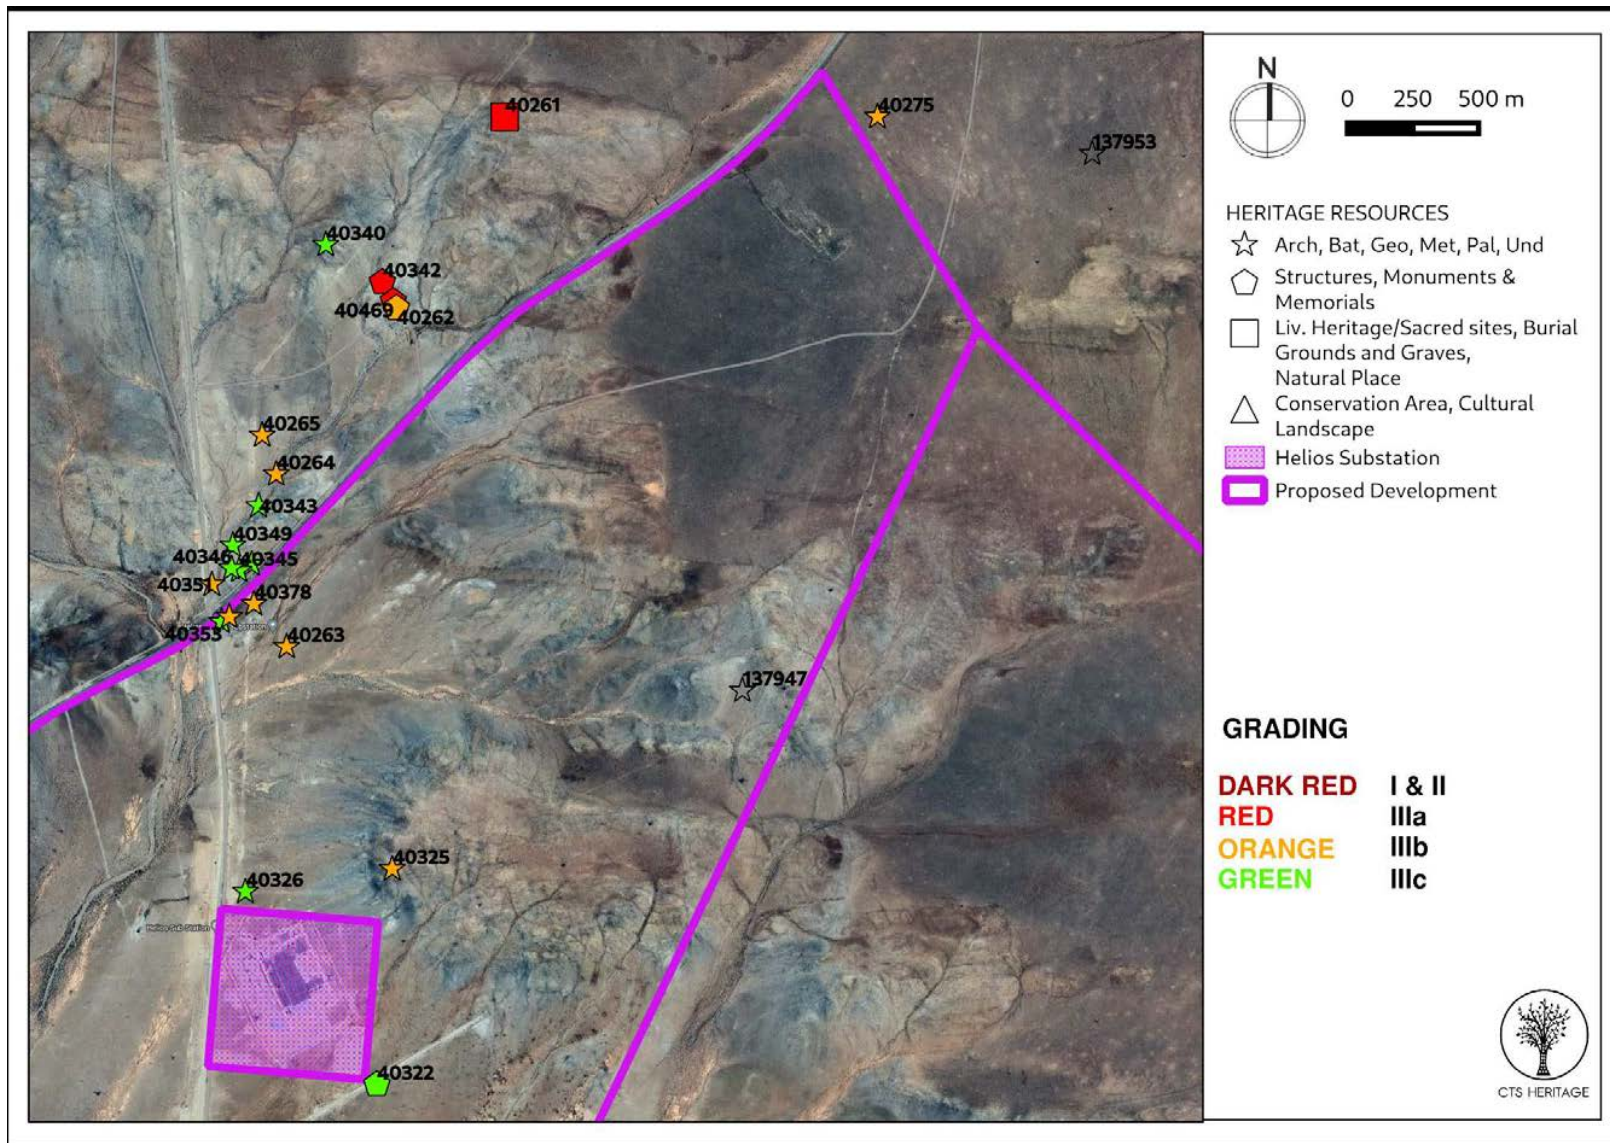 40261
40275
137953
40340
40342
40469
40262
40265
40264
40343
40349
40346
40345
40378
40353
40263
137947
40325
40326
Helios Sub-Station
40322
N
0 250 500 m
HERITAGE RESOURCES
Arch, Bat, Geo, Met, Pal, Und
Structures, Monuments &
Memorials
Liv. Heritage/Sacred sites, Burial
Grounds and Graves,
Natural Place
Conservation Area, Cultural
Landscape
Helios Substation
Proposed Development
GRADING
DARK RED I & II
RED IIIa
ORANGE IIIb
GREEN IIIc
CTS HERITAGE